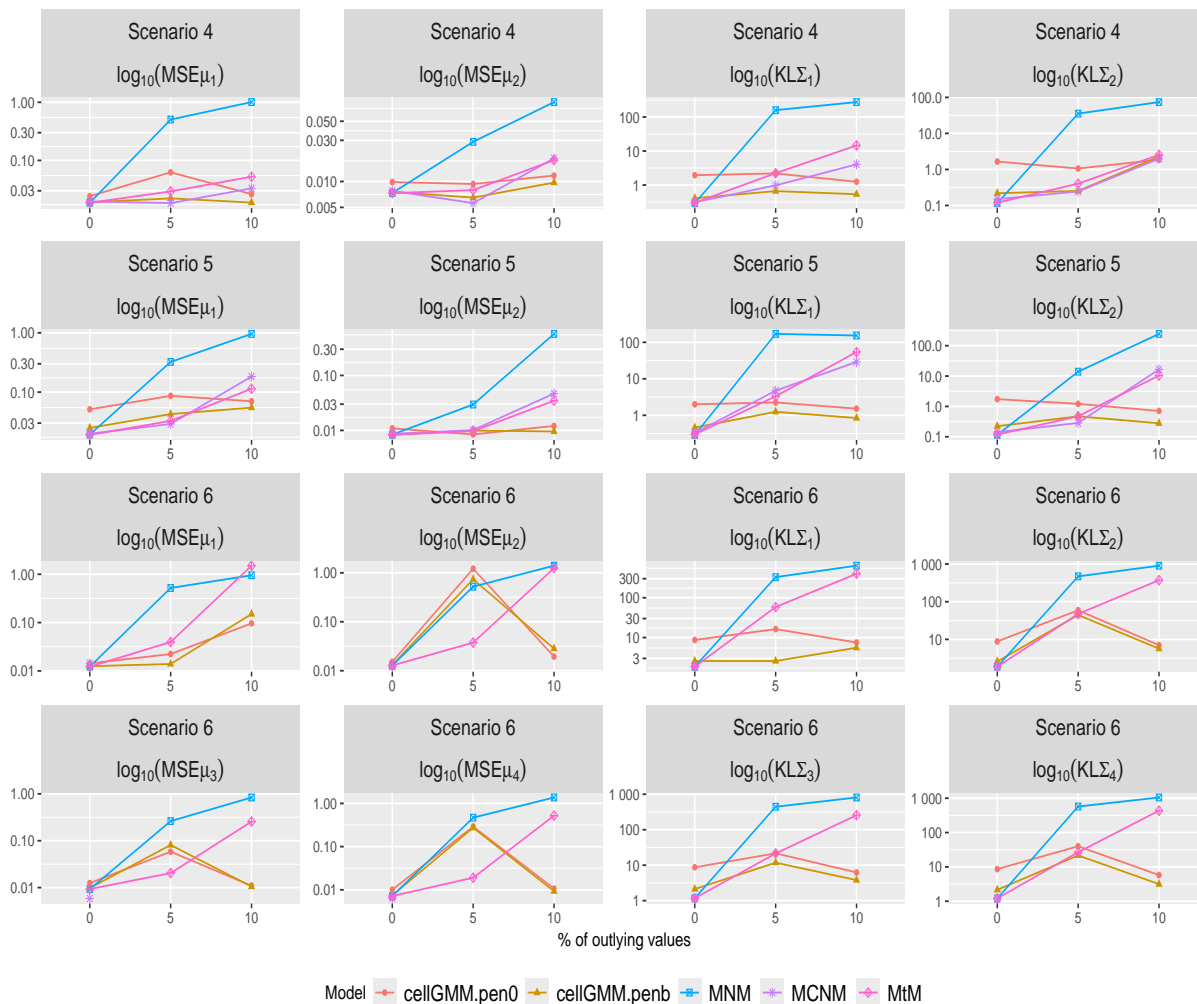 Scenario 4 Scenario 4 Scenario 4 Scenario 4
log₁₀(MSEμ₁) log₁₀(MSEμ₂) log₁₀(KLΣ₁) log₁₀(KLΣ₂)
1.00
0.30
0.10
0.03
0 5 10
0.050
0.030
0.010
0.005
0 5 10
100
10
1
0 5 10
100.0
10.0
1.0
0.1
0 5 10
Scenario 5 Scenario 5 Scenario 5 Scenario 5
log₁₀(MSEμ₁) log₁₀(MSEμ₂) log₁₀(KLΣ₁) log₁₀(KLΣ₂)
1.00
0.30
0.10
0.03
0 5 10
0.30
0.10
0.03
0.01
0 5 10
100
10
1
0 5 10
100.0
10.0
1.0
0.1
0 5 10
Scenario 6 Scenario 6 Scenario 6 Scenario 6
log₁₀(MSEμ₁) log₁₀(MSEμ₂) log₁₀(KLΣ₁) log₁₀(KLΣ₂)
1.00
0.10
0.01
0 5 10
1.00
0.10
0.01
0 5 10
300
100
30
10
3
0 5 10
1 000
100
10
0 5 10
Scenario 6 Scenario 6 Scenario 6 Scenario 6
log₁₀(MSEμ₃) log₁₀(MSEμ₄) log₁₀(KLΣ₃) log₁₀(KLΣ₄)
1.00
0.10
0.01
0 5 10
1.00
0.10
0.01
0 5 10
1 000
100
10
1
0 5 10
1 000
100
10
1
0 5 10
% of outlying values
Model cellGMM.pen0 cellGMM.penb MNM MCNM MtM